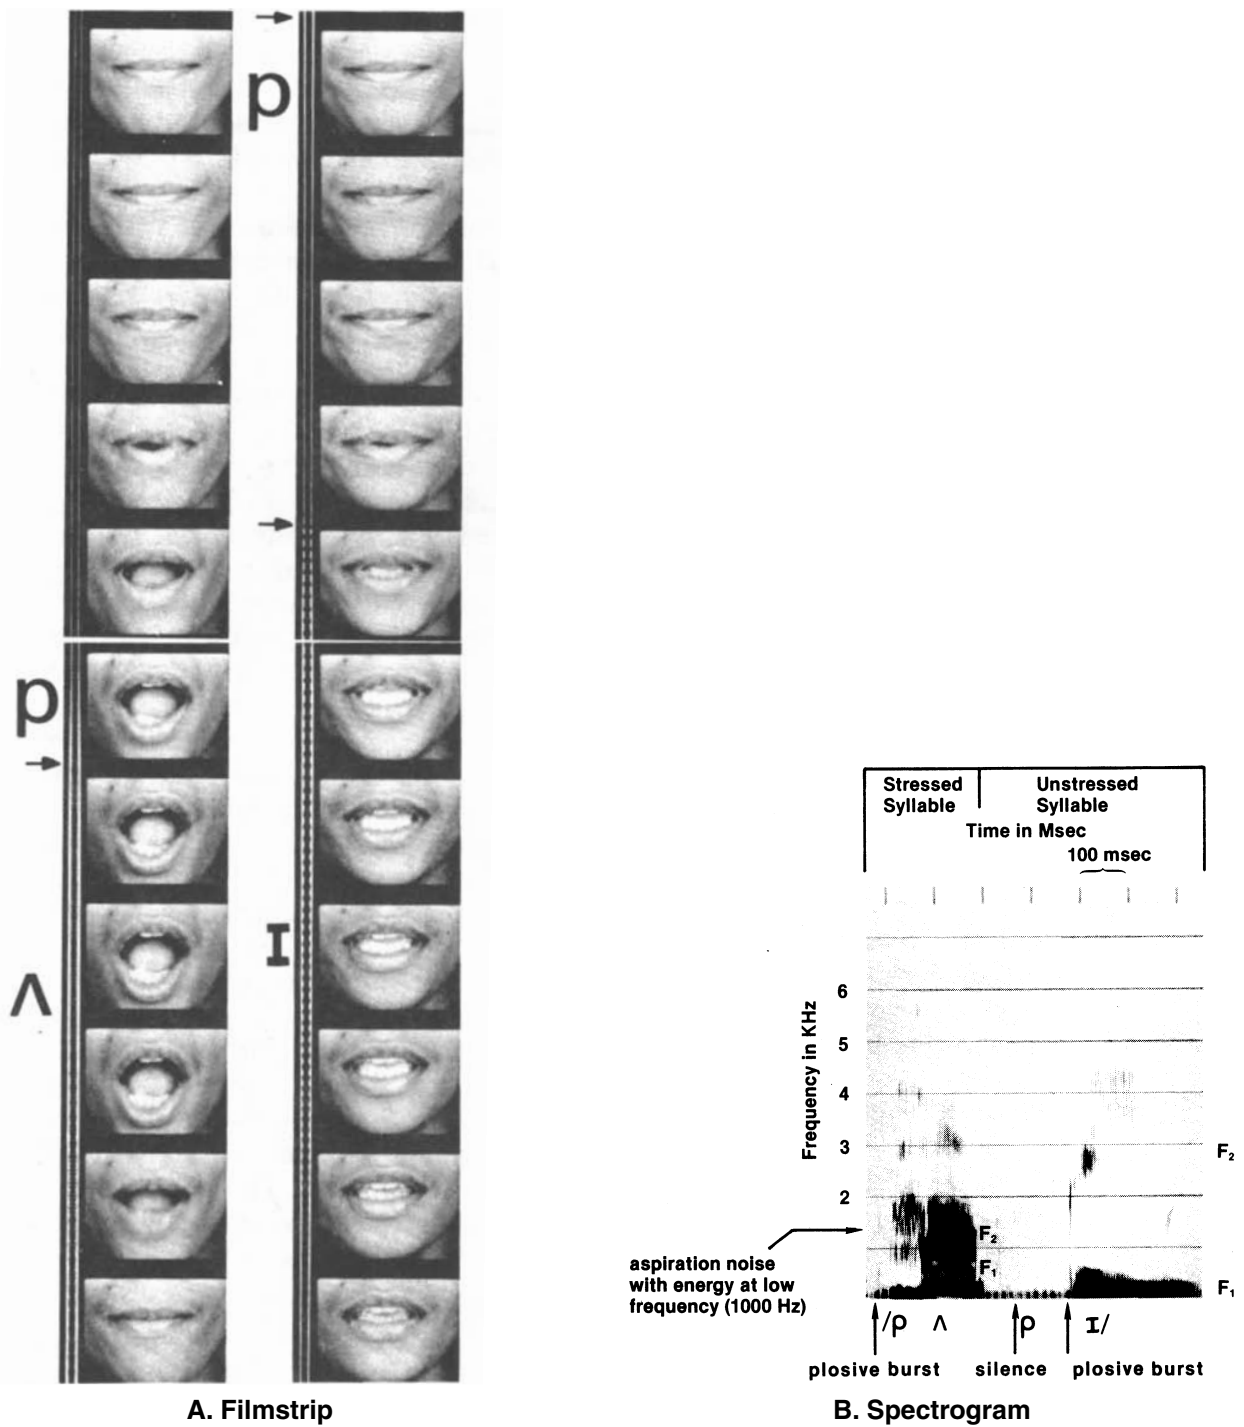 p
p
Λ
I
A. Filmstrip
Stressed Syllable
Unstressed Syllable
Time in Msec
100 msec
Frequency in KHz
6
5
4
3
2
F₂
F₂
F₁
F₁
aspiration noise
with energy at low
frequency (1000 Hz)
/p Λ p I/
plosive burst silence plosive burst
B. Spectrogram